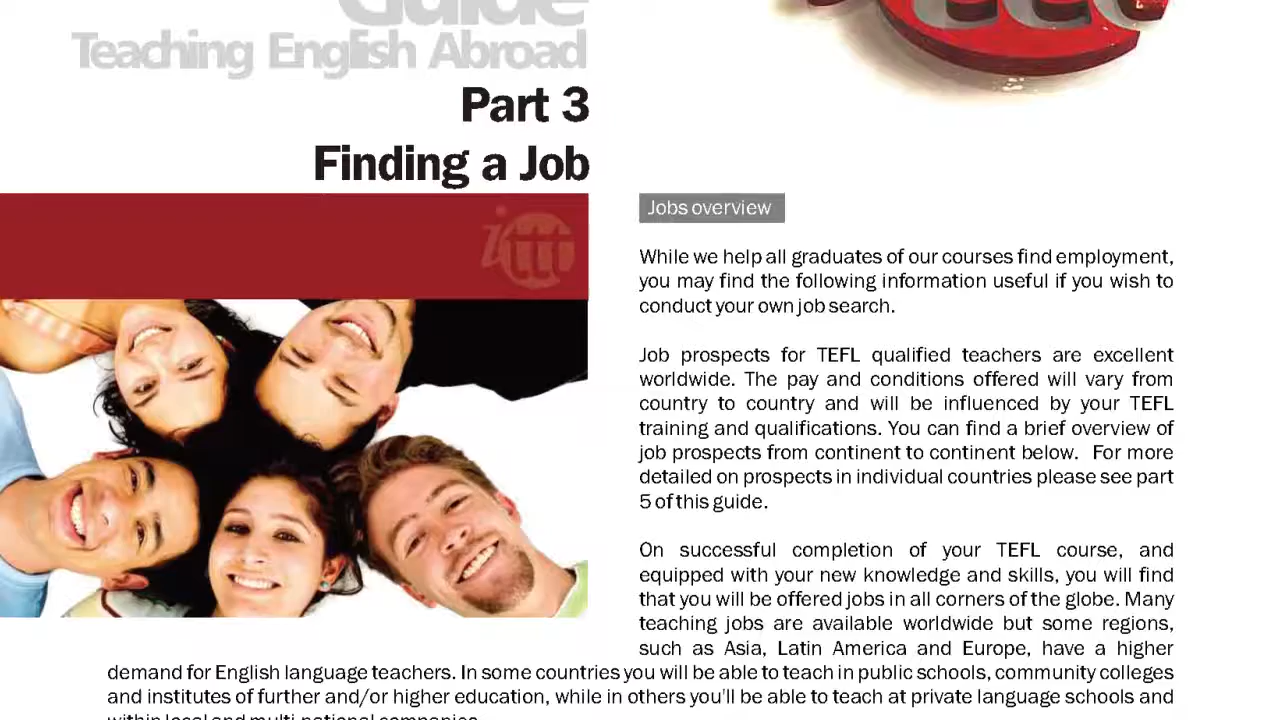 Guide
Teaching English Abroad
Part 3
Finding a Job
ittt
Jobs overview
While we help all graduates of our courses find employment,
you may find the following information useful if you wish to
conduct your own job search.
Job prospects for TEFL qualified teachers are excellent
worldwide. The pay and conditions offered will vary from
country to country and will be influenced by your TEFL
training and qualifications. You can find a brief overview of
job prospects from continent to continent below. For more
detailed on prospects in individual countries please see part
5 of this guide.
On successful completion of your TEFL course, and
equipped with your new knowledge and skills, you will find
that you will be offered jobs in all corners of the globe. Many
teaching jobs are available worldwide but some regions,
such as Asia, Latin America and Europe, have a higher
demand for English language teachers. In some countries you will be able to teach in public schools, community colleges
and institutes of further and/or higher education, while in others you'll be able to teach at private language schools and
within local and multi-national companies.